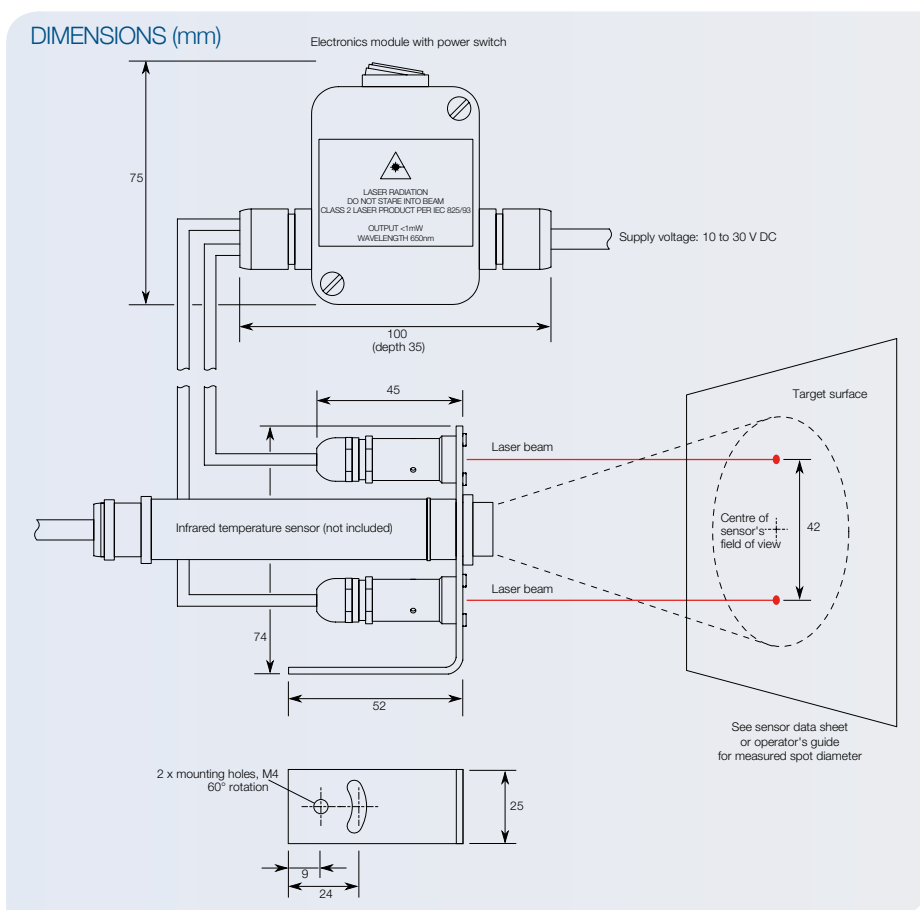 DIMENSIONS (mm)
Electronics module with power switch
75
LASER RADIATION
DO NOT STARE INTO BEAM
CLASS 2 LASER PRODUCT PER IEC 825/93
OUTPUT <1mW
WAVELENGTH 650nm
Supply voltage: 10 to 30 V DC
100
(depth 35)
45
Target surface
Laser beam
Infrared temperature sensor (not included)
Centre of
sensor's
field of view
42
Laser beam
74
52
See sensor data sheet
or operator's guide
for measured spot diameter
2 x mounting holes, M4
60° rotation
25
9
24